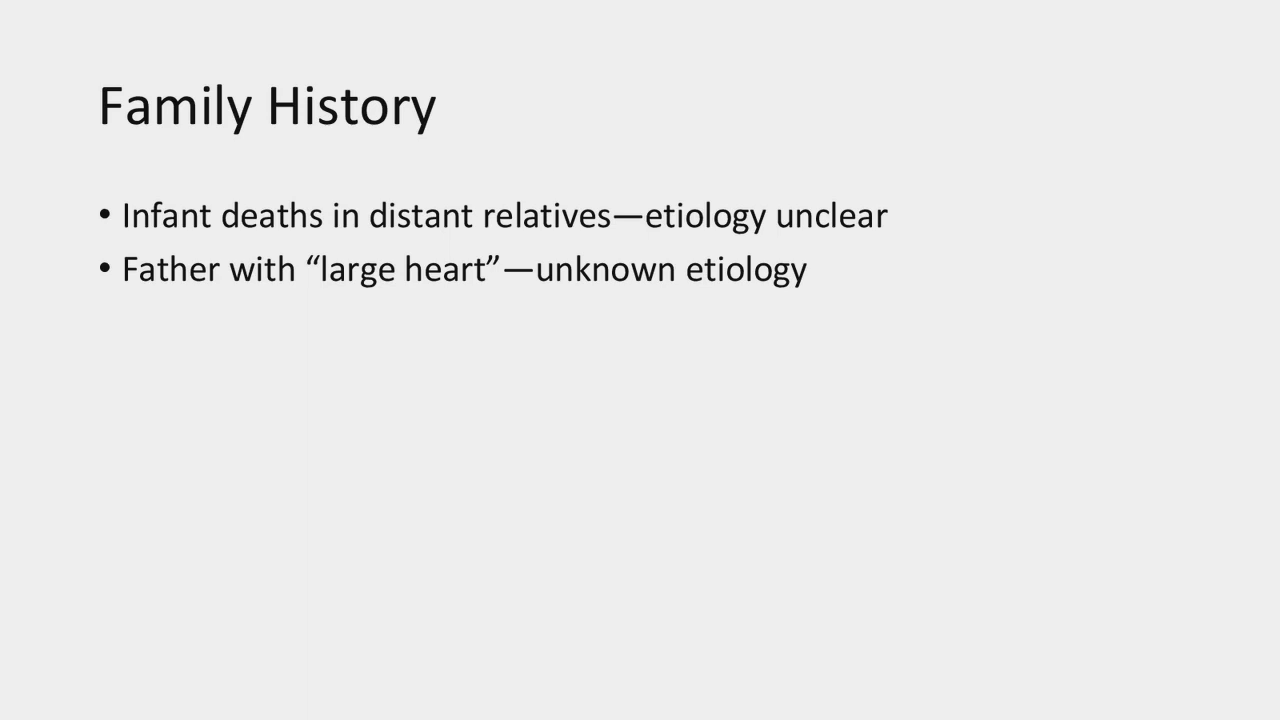 Family History
• Infant deaths in distant relatives—etiology unclear
• Father with “large heart”—unknown etiology